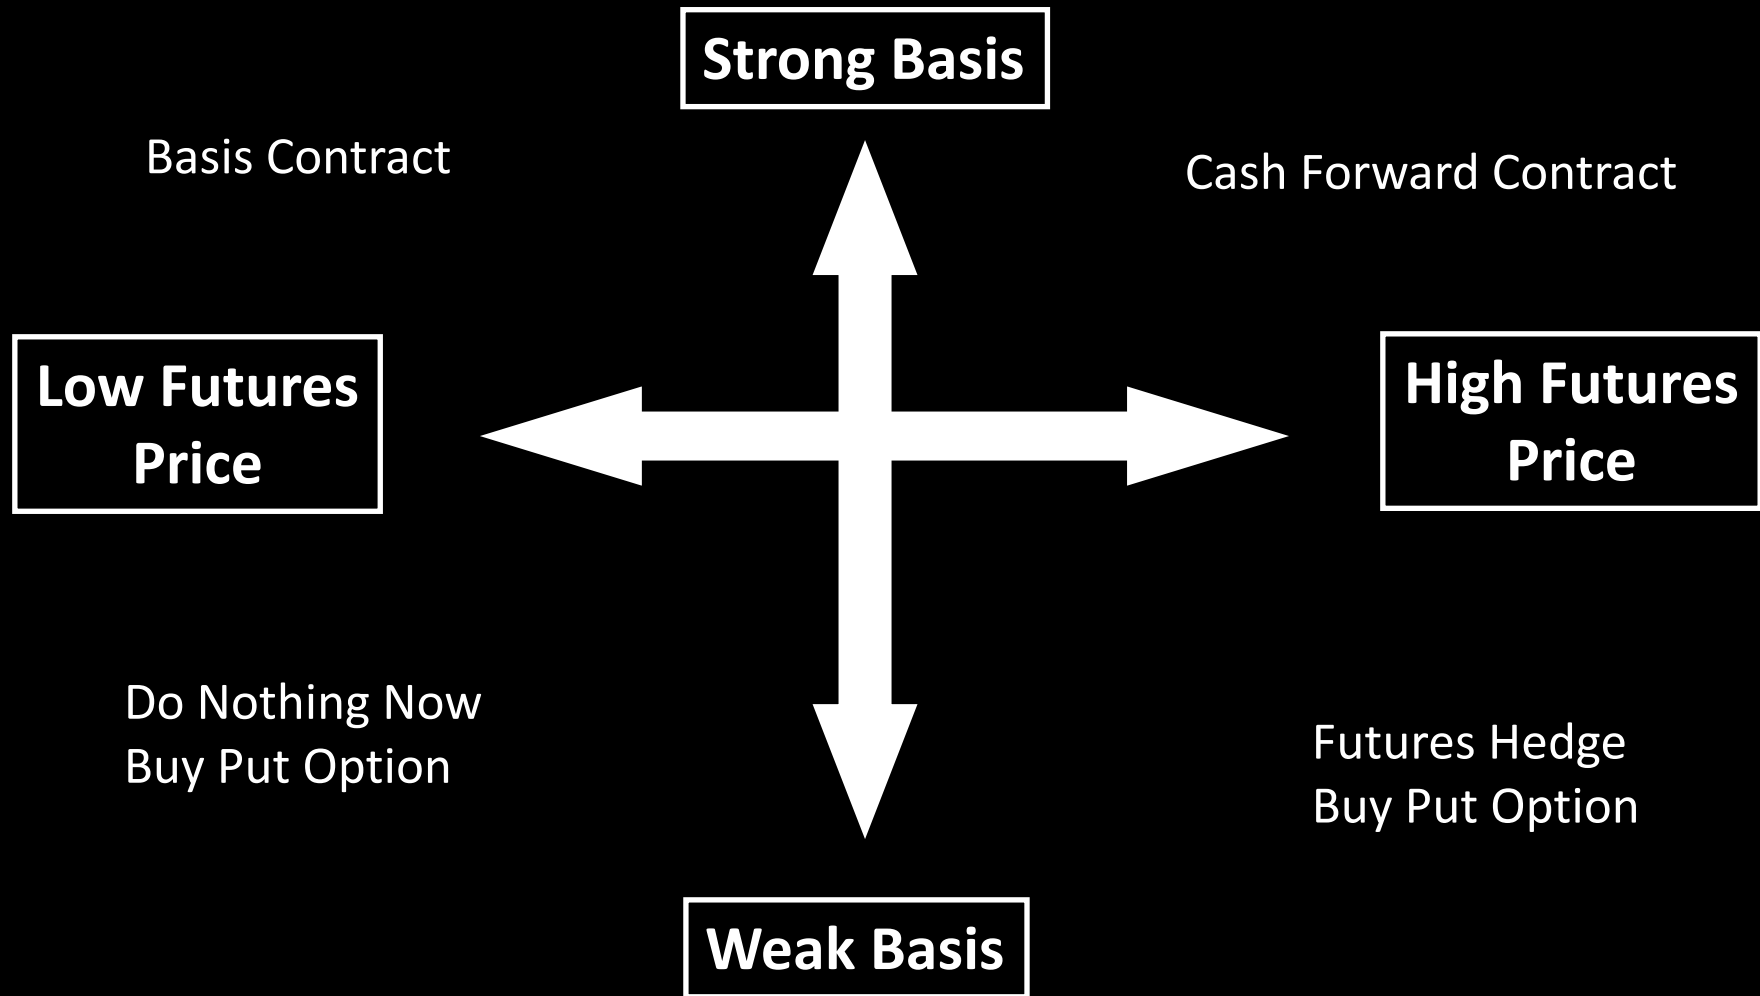 Strong Basis
Basis Contract
Cash Forward Contract
Low Futures
Price
High Futures
Price
Do Nothing Now
Buy Put Option
Futures Hedge
Buy Put Option
Weak Basis